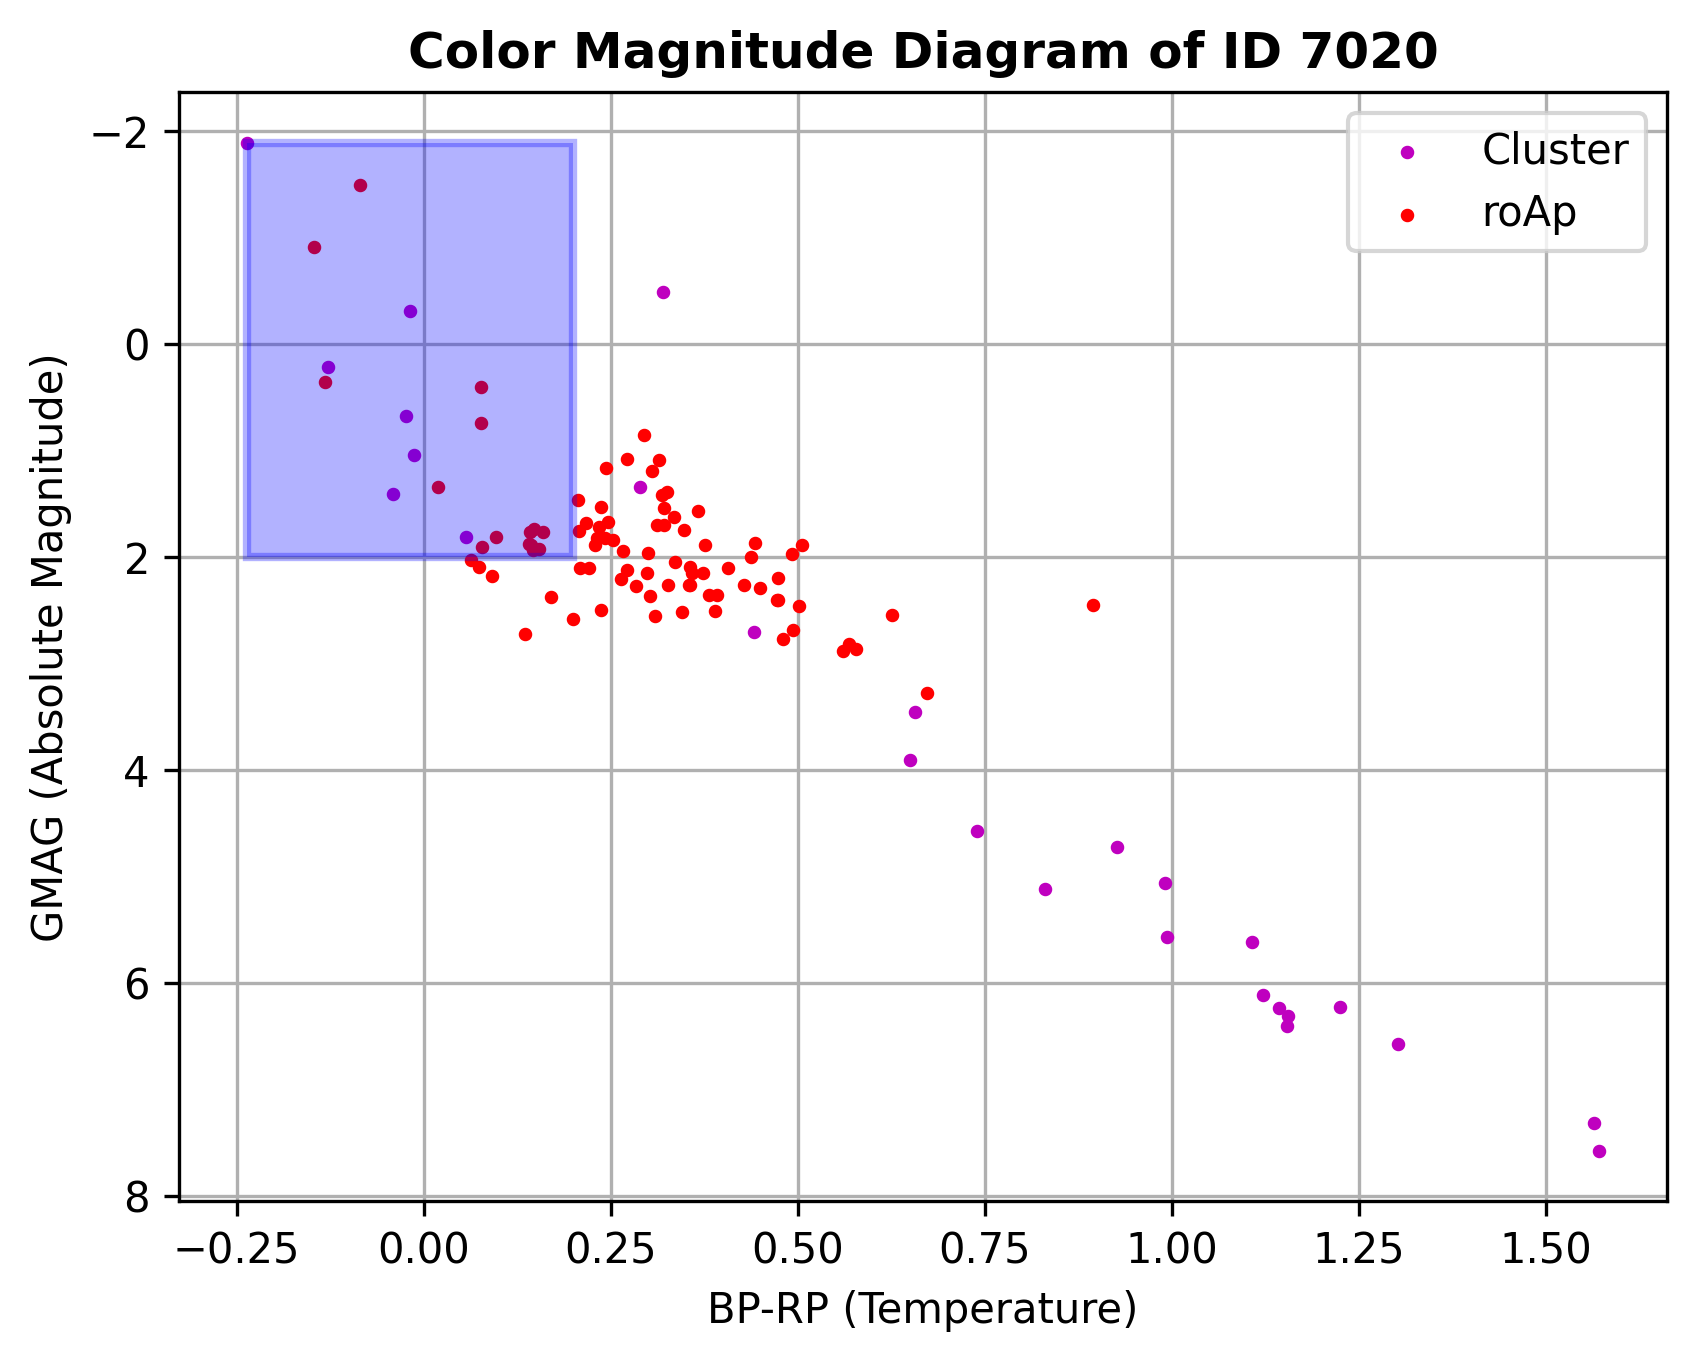 Color Magnitude Diagram of ID 7020
Cluster
roAp
GMAG (Absolute Magnitude)
−2
0
2
4
6
8
−0.25 0.00 0.25 0.50 0.75 1.00 1.25 1.50
BP-RP (Temperature)